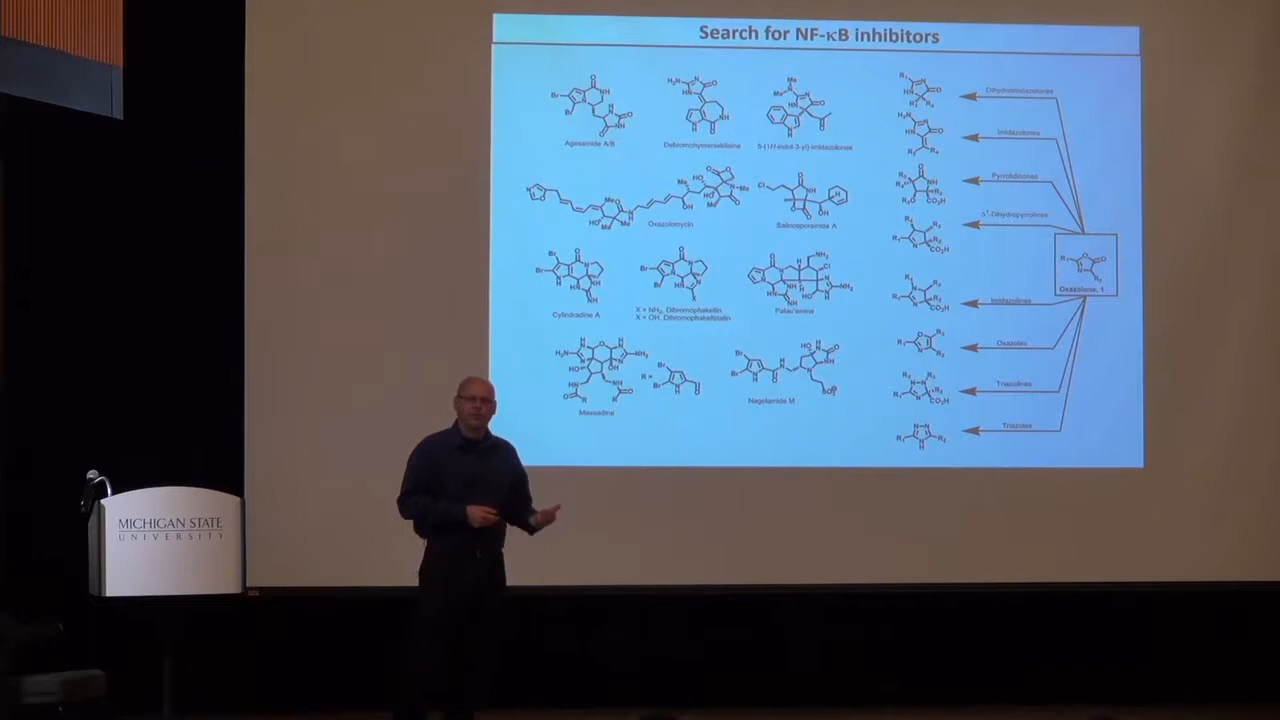 Search for NF-κB inhibitors
Agesamide A/B
Debromohymenialdisine
5-(1H-indol-3-yl)-imidazolones
Oxazolomycin
Salinosporamide A
Cylindradine A
X = NH₂, Dibromophakellin
X = OH, Dibromophakellstatin
Palau'amine
Massadine
R =
Nagelamide M
Dihydroimidazolones
Imidazolones
Pyrrolidinones
Δ¹-Dihydropyrrolines
Imidazolines
Oxazoles
Triazolines
Triazoles
Oxazolone, 1
MICHIGAN STATE
UNIVERSITY